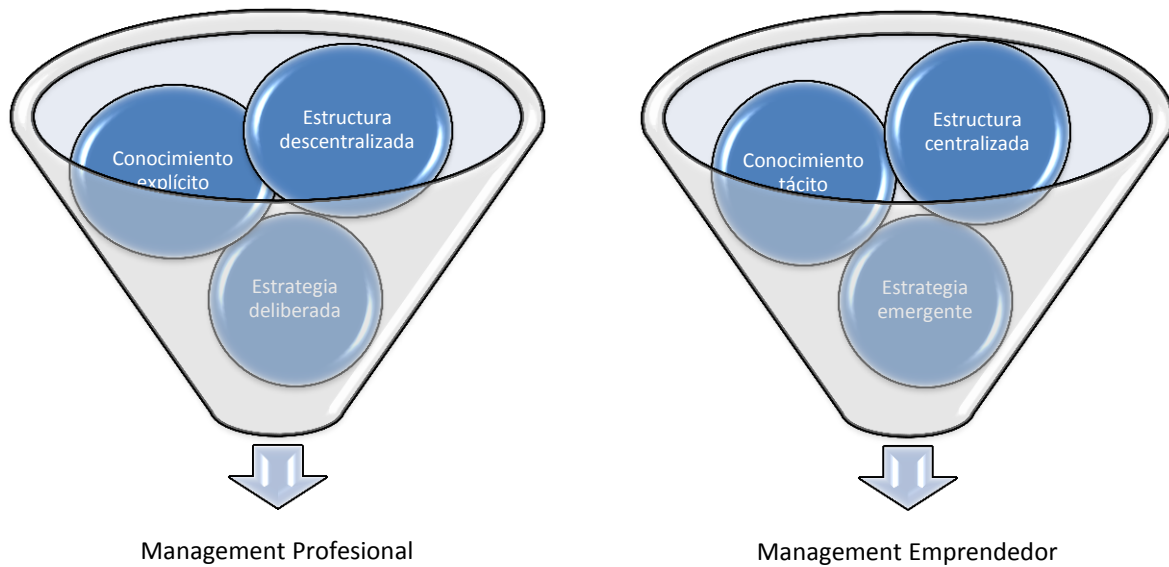 Estructura
descentralizada
Conocimiento
explícito
Estrategia
deliberada
Management Profesional
Estructura
centralizada
Conocimiento
tácito
Estrategia
emergente
Management Emprendedor